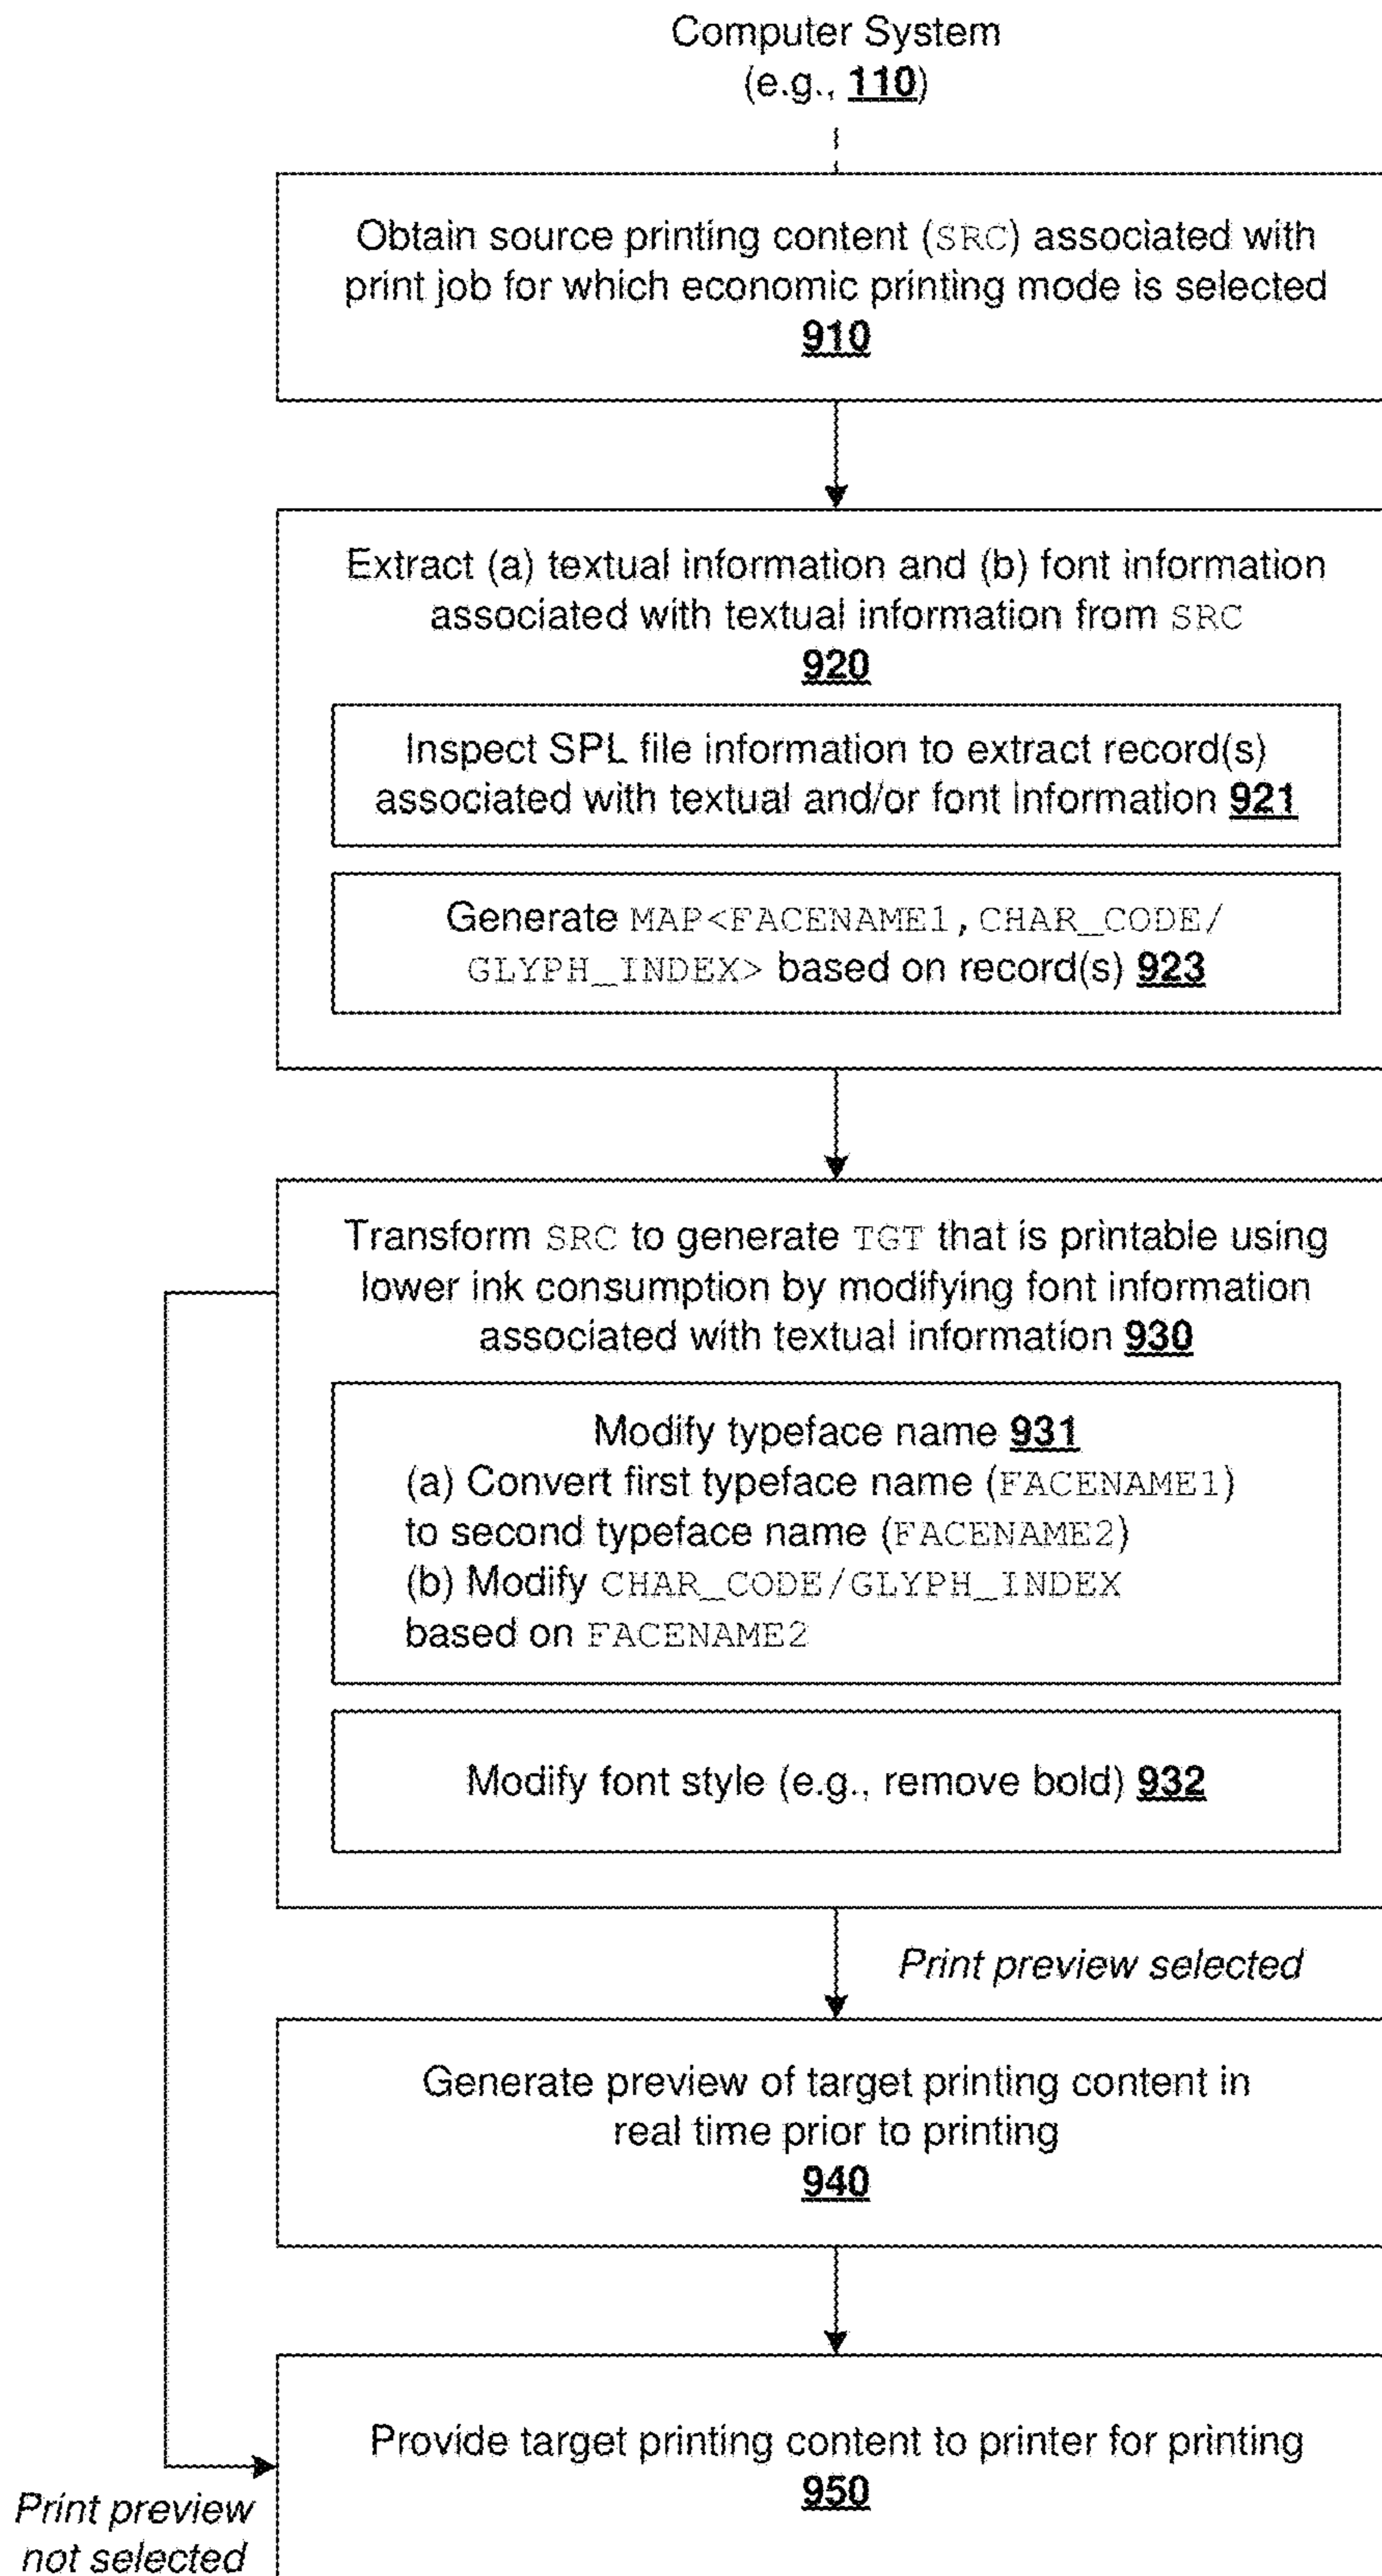 Computer System
(e.g., 110)
Obtain source printing content (SRC) associated with
print job for which economic printing mode is selected
910
Extract (a) textual information and (b) font information
associated with textual information from SRC
920
Inspect SPL file information to extract record(s)
associated with textual and/or font information 921
Generate MAP<FACENAME1, CHAR_CODE/
GLYPH_INDEX> based on record(s) 923
Transform SRC to generate TGT that is printable using
lower ink consumption by modifying font information
associated with textual information 930
Modify typeface name 931
(a) Convert first typeface name (FACENAME1)
to second typeface name (FACENAME2)
(b) Modify CHAR_CODE/GLYPH_INDEX
based on FACENAME2
Modify font style (e.g., remove bold) 932
Print preview selected
Generate preview of target printing content in
real time prior to printing
940
Provide target printing content to printer for printing
950
Print preview
not selected